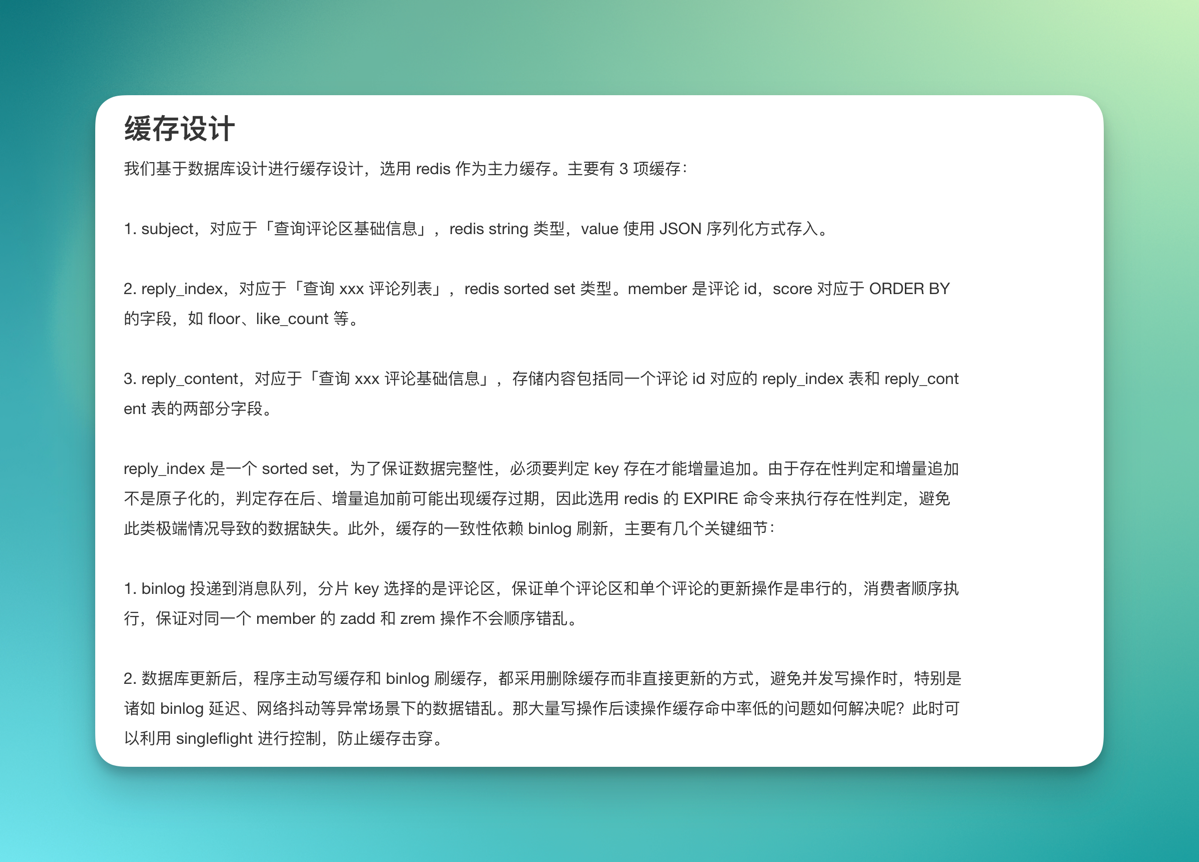 缓存设计
我们基于数据库设计进行缓存设计，选用 redis 作为主力缓存。主要有 3 项缓存：
1. subject，对应于「查询评论区基础信息」，redis string 类型，value 使用 JSON 序列化方式存入。
2. reply_index，对应于「查询 xxx 评论列表」，redis sorted set 类型。member 是评论 id，score 对应于 ORDER BY
的字段，如 floor、like_count 等。
3. reply_content，对应于「查询 xxx 评论基础信息」，存储内容包括同一个评论 id 对应的 reply_index 表和 reply_cont
ent 表的两部分字段。
reply_index 是一个 sorted set，为了保证数据完整性，必须要判定 key 存在才能增量追加。由于存在性判定和增量追加
不是原子化的，判定存在后、增量追加前可能出现缓存过期，因此选用 redis 的 EXPIRE 命令来执行存在性判定，避免
此类极端情况导致的数据缺失。此外，缓存的一致性依赖 binlog 刷新，主要有几个关键细节：
1. binlog 投递到消息队列，分片 key 选择的是评论区，保证单个评论区和单个评论的更新操作是串行的，消费者顺序执
行，保证对同一个 member 的 zadd 和 zrem 操作不会顺序错乱。
2. 数据库更新后，程序主动写缓存和 binlog 刷缓存，都采用删除缓存而非直接更新的方式，避免并发写操作时，特别是
诸如 binlog 延迟、网络抖动等异常场景下的数据错乱。那大量写操作后读操作缓存命中率低的问题如何解决呢？此时可
以利用 singleflight 进行控制，防止缓存击穿。